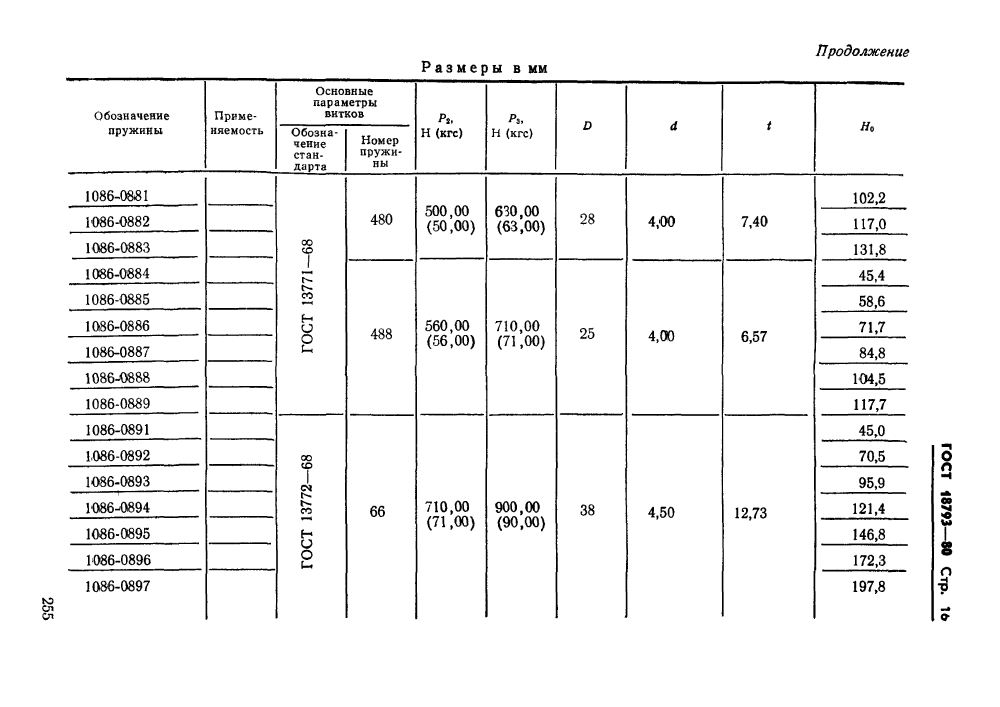 Продолжение
Размеры в мм
Обозначение пружины
Применяемость
Основные параметры витков
Обозначение стандарта
Номер пружины
P₂, Н (кгс)
P₃, Н (кгс)
D
d
t
H₀
1086-0881 102,2
1086-0882 480 500,00 (50,00) 630,00 (63,00) 28 4,00 7,40 117,0
1086-0883 131,8
ГОСТ 13771—68
1086-0884 45,4
1086-0885 58,6
1086-0886 71,7
488 560,00 (56,00) 710,00 (71,00) 25 4,00 6,57
1086-0887 84,8
1086-0888 104,5
1086-0889 117,7
1086-0891 45,0
1086-0892 70,5
1086-0893 95,9
ГОСТ 13772—68
1086-0894 66 710,00 (71,00) 900,00 (90,00) 38 4,50 12,73 121,4
1086-0895 146,8
1086-0896 172,3
1086-0897 197,8
ГОСТ 18793—80 Стр. 16
255